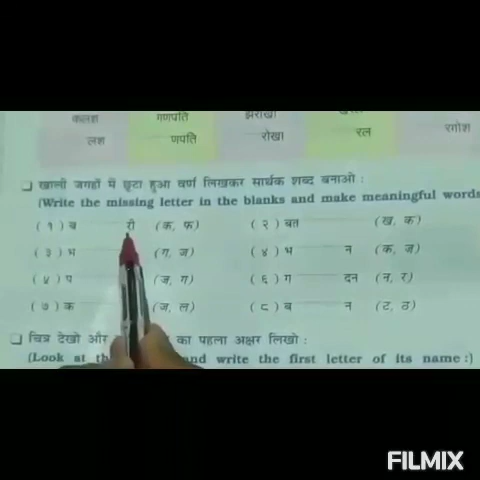 कलश गणपति झरोखा
लश णपति रोखा रल रगोश
❑ खाली जगहों में छूटा हुआ वर्ण लिखकर सार्थक शब्द बनाओ :
(Write the missing letter in the blanks and make meaningful words
(१) ब री (क, फ) (२) बत (ख, क)
(३) भ (ग, ज) (४) भ न (क, ज)
(५) प (ज, ग) (६) ग दन (न, र)
(७) क (ज, ल) (८) ब न (ट, ठ)
❑ चित्र देखो और का पहला अक्षर लिखो :
(Look at and write the first letter of its name :)
FILMIX